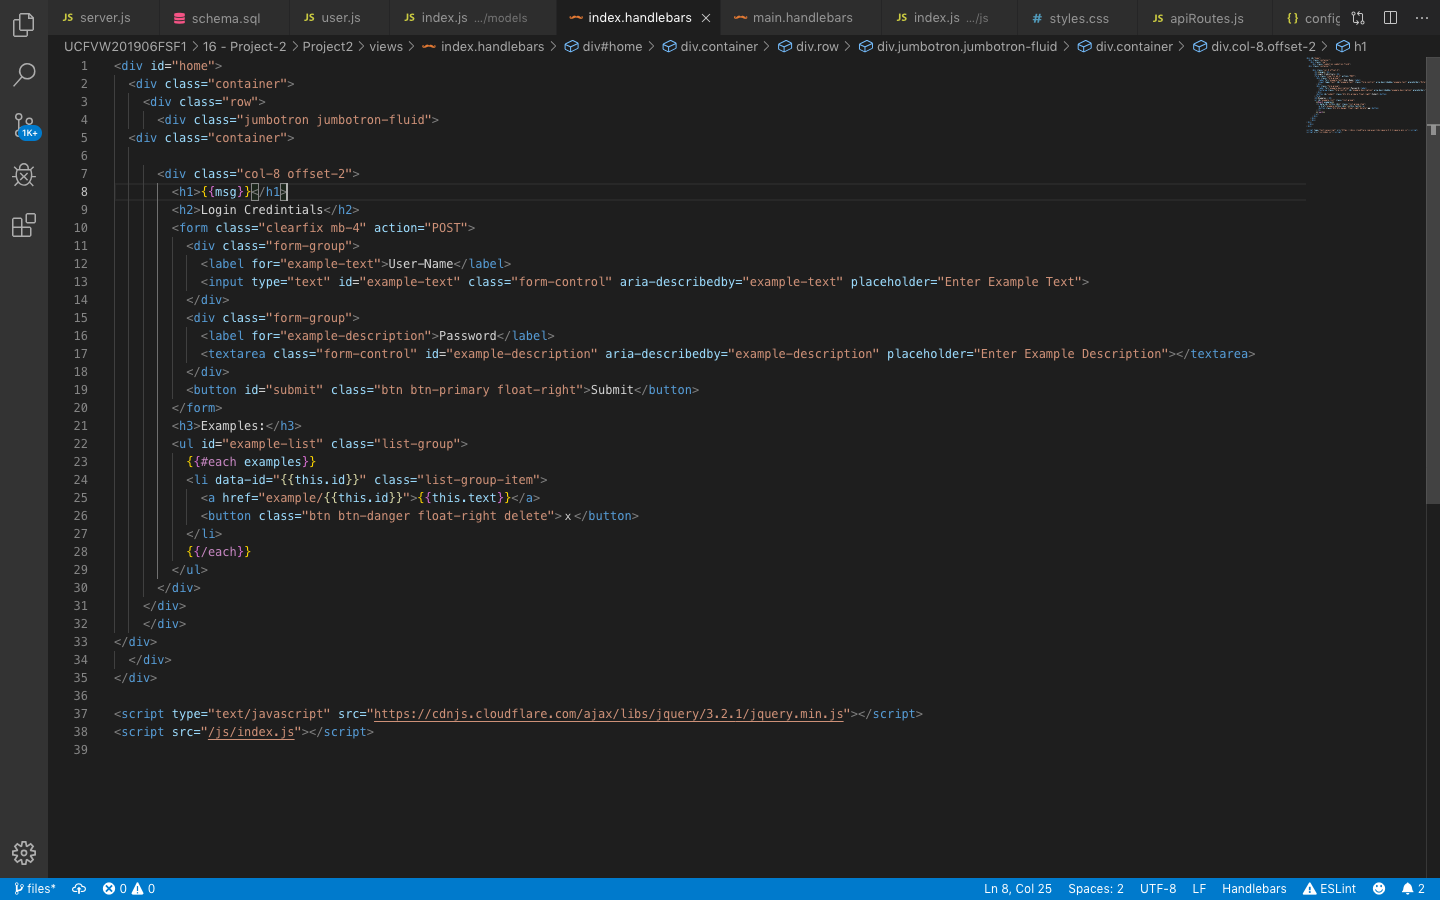 JS server.js schema.sql JS user.js JS index.js .../models index.handlebars main.handlebars JS index.js .../js # styles.css JS apiRoutes.js {} config
UCFVW201906FSF1 > 16 - Project-2 > Project2 > views > index.handlebars > div#home > div.container > div.row > div.jumbotron.jumbotron-fluid > div.container > div.col-8.offset-2 > h1
1 <div id="home">
2 <div class="container">
3 <div class="row">
4 <div class="jumbotron jumbotron-fluid">
5 <div class="container">
6
1K+
7 <div class="col-8 offset-2">
8 <h1>{{msg}}</h1>
9 <h2>Login Credintials</h2>
10 <form class="clearfix mb-4" action="POST">
11 <div class="form-group">
12 <label for="example-text">User-Name</label>
13 <input type="text" id="example-text" class="form-control" aria-describedby="example-text" placeholder="Enter Example Text">
14 </div>
15 <div class="form-group">
16 <label for="example-description">Password</label>
17 <textarea class="form-control" id="example-description" aria-describedby="example-description" placeholder="Enter Example Description"></textarea>
18 </div>
19 <button id="submit" class="btn btn-primary float-right">Submit</button>
20 </form>
21 <h3>Examples:</h3>
22 <ul id="example-list" class="list-group">
23 {{#each examples}}
24 <li data-id="{{this.id}}" class="list-group-item">
25 <a href="example/{{this.id}}">{{this.text}}</a>
26 <button class="btn btn-danger float-right delete">x</button>
27 </li>
28 {{/each}}
29 </ul>
30 </div>
31 </div>
32 </div>
33 </div>
34 </div>
35 </div>
36
37 <script type="text/javascript" src="https://cdnjs.cloudflare.com/ajax/libs/jquery/3.2.1/jquery.min.js"></script>
38 <script src="/js/index.js"></script>
39
files* 0 0 Ln 8, Col 25 Spaces: 2 UTF-8 LF Handlebars ESLint 2